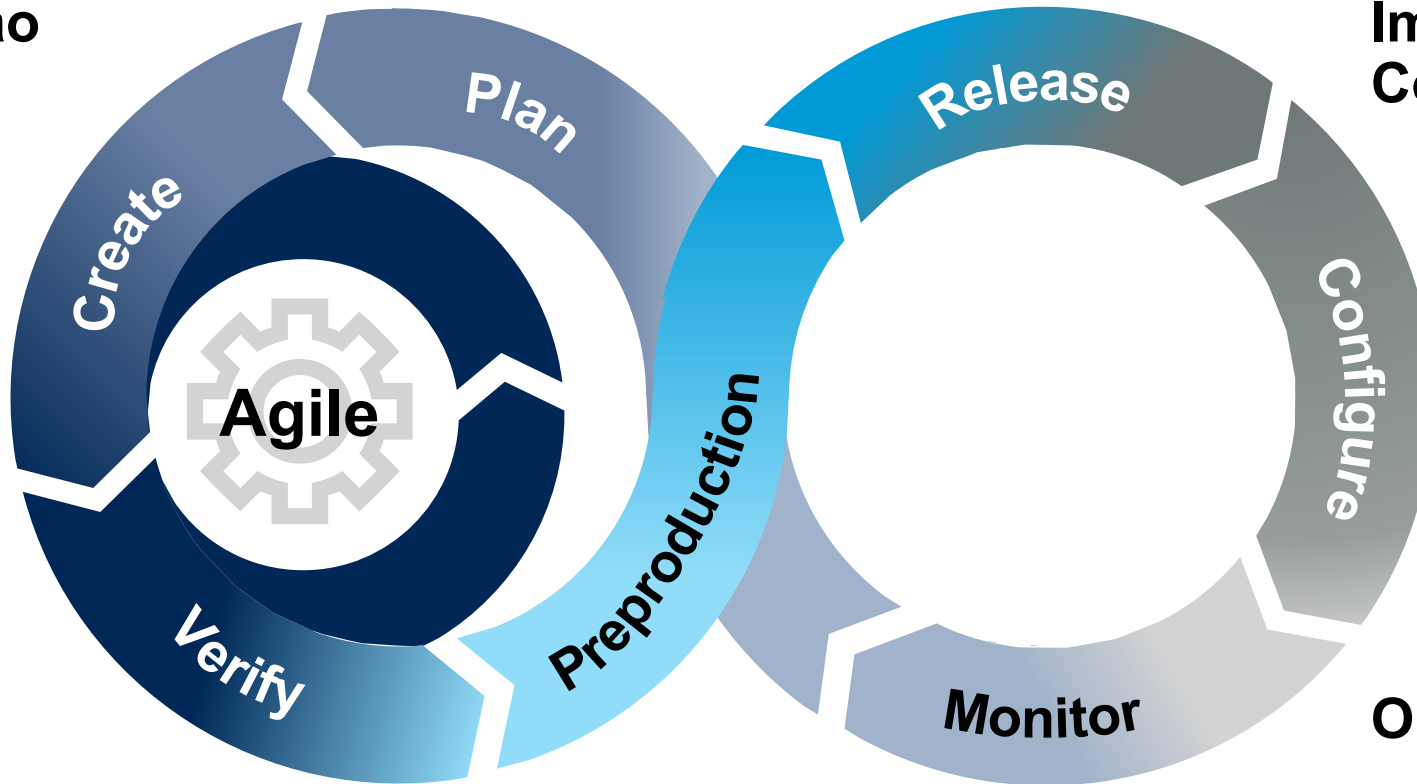 Plan
Release
Create
Configure
Agile
Preproduction
Verify
Monitor